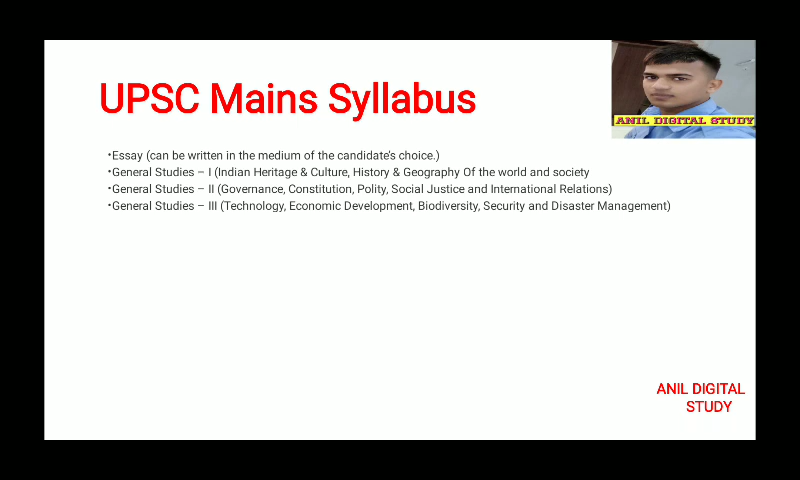 UPSC Mains Syllabus
ANIL DIGITAL STUDY
•Essay (can be written in the medium of the candidate's choice.)
•General Studies – I (Indian Heritage & Culture, History & Geography Of the world and society
•General Studies – II (Governance, Constitution, Polity, Social Justice and International Relations)
•General Studies – III (Technology, Economic Development, Biodiversity, Security and Disaster Management)
ANIL DIGITAL
STUDY